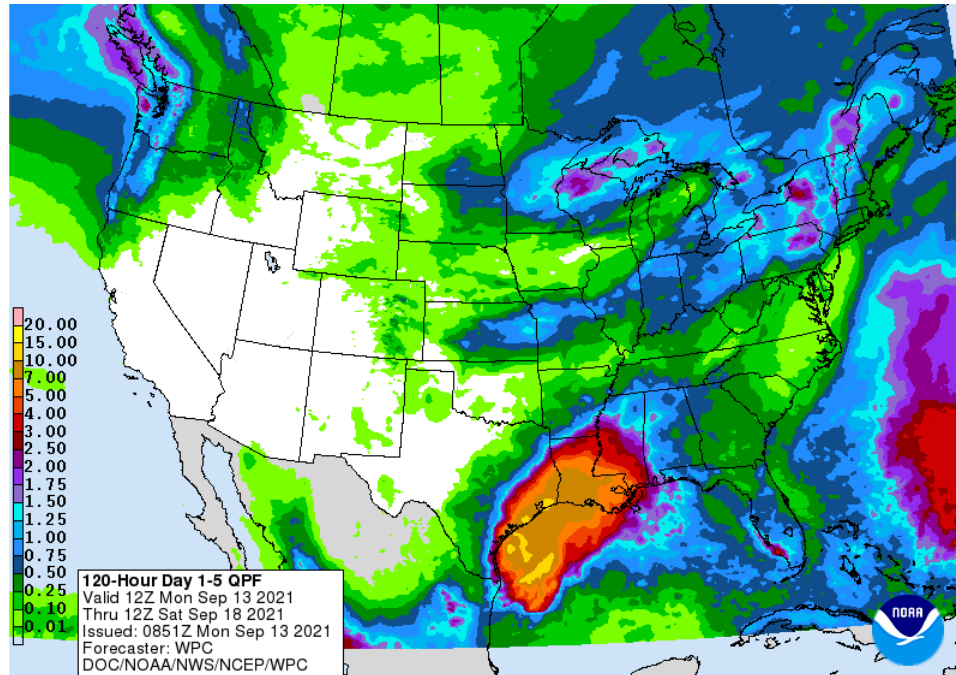 20.00
15.00
10.00
7.00
5.00
4.00
3.00
2.50
2.00
1.75
1.50
1.25
1.00
0.75
0.50
0.25
0.10
0.01
120-Hour Day 1-5 QPF
Valid 12Z Mon Sep 13 2021
Thru 12Z Sat Sep 18 2021
Issued: 0851Z Mon Sep 13 2021
Forecaster: WPC
DOC/NOAA/NWS/NCEP/WPC
NOAA